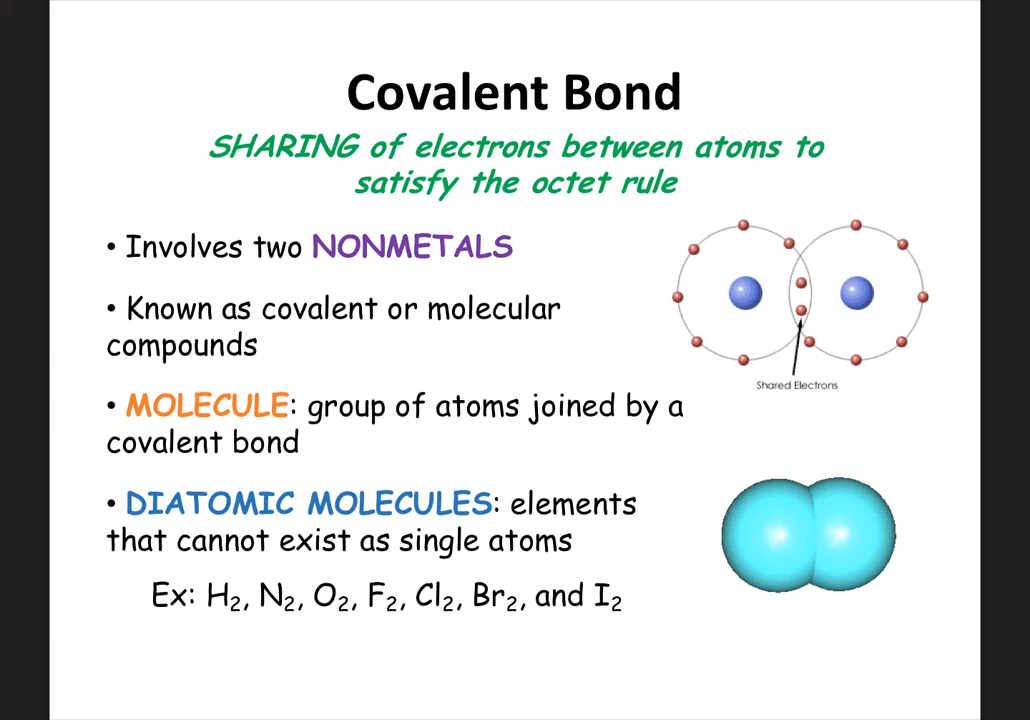 Covalent Bond
SHARING of electrons between atoms to
satisfy the octet rule
• Involves two NONMETALS
• Known as covalent or molecular
compounds
Shared Electrons
• MOLECULE: group of atoms joined by a
covalent bond
• DIATOMIC MOLECULES: elements
that cannot exist as single atoms
Ex: H₂, N₂, O₂, F₂, Cl₂, Br₂, and I₂